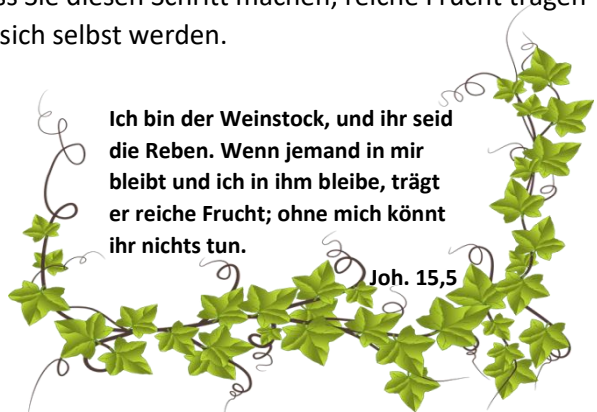 ss Sie diesen Schritt machen, reiche Frucht tragen
sich selbst werden.
Ich bin der Weinstock, und ihr seid
die Reben. Wenn jemand in mir
bleibt und ich in ihm bleibe, trägt
er reiche Frucht; ohne mich könnt
ihr nichts tun.
Joh. 15,5